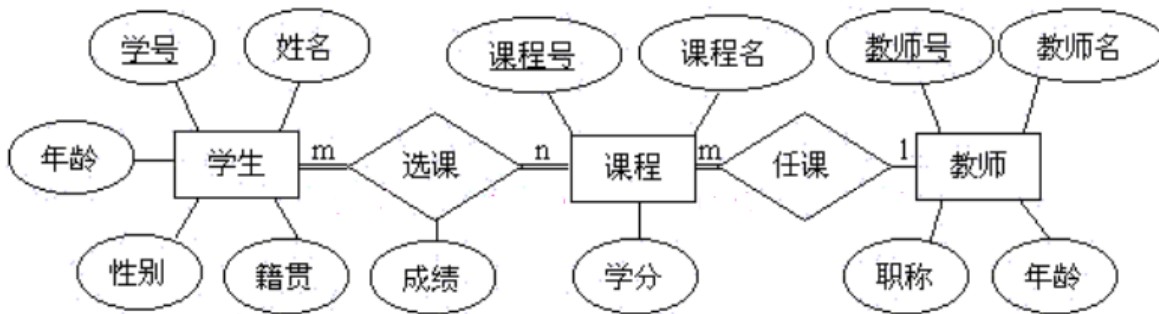 学号 姓名 课程号 课程名 教师号 教师名
年龄 学生 m 选课 n 课程 m 任课 1 教师
性别 籍贯 成绩 学分 职称 年龄